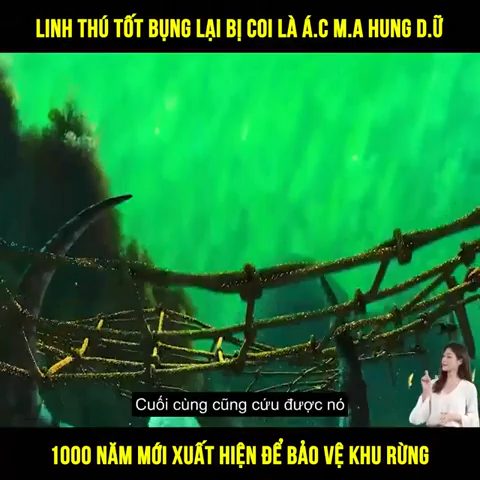 LINH THÚ TỐT BỤNG LẠI BỊ COI LÀ Á.C M.A HUNG D.Ữ
Cuối cùng cũng cứu được nó
1000 NĂM MỚI XUẤT HIỆN ĐỂ BẢO VỆ KHU RỪNG